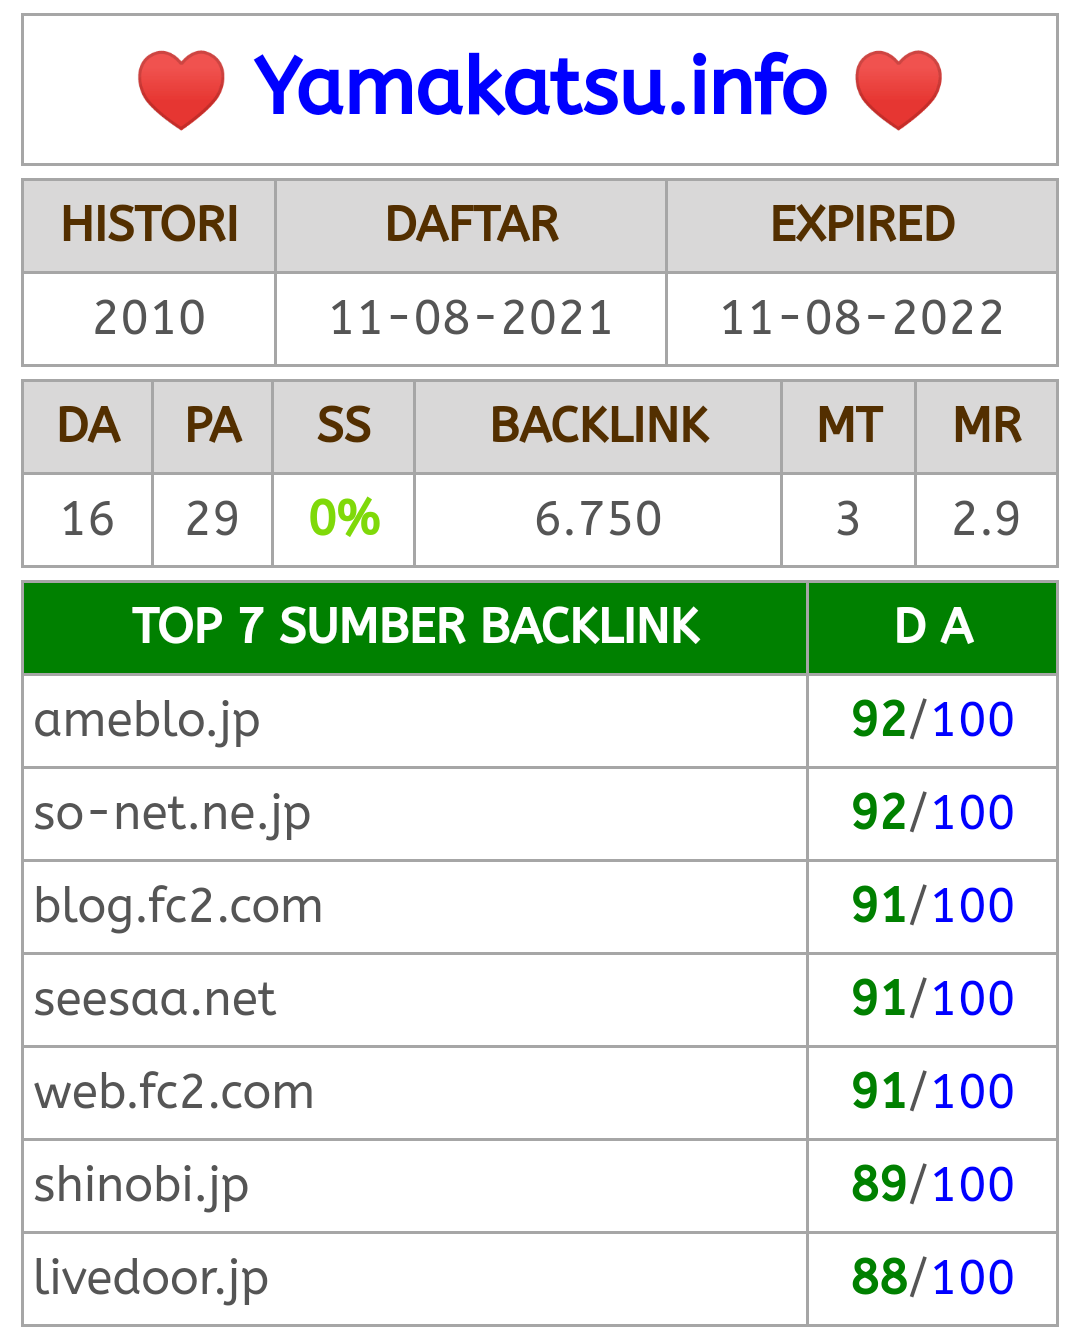 Yamakatsu.info
HISTORI DAFTAR EXPIRED
2010 11-08-2021 11-08-2022
DA PA SS BACKLINK MT MR
16 29 0% 6.750 3 2.9
TOP 7 SUMBER BACKLINK D A
ameblo.jp 92/100
so-net.ne.jp 92/100
blog.fc2.com 91/100
seesaa.net 91/100
web.fc2.com 91/100
shinobi.jp 89/100
livedoor.jp 88/100